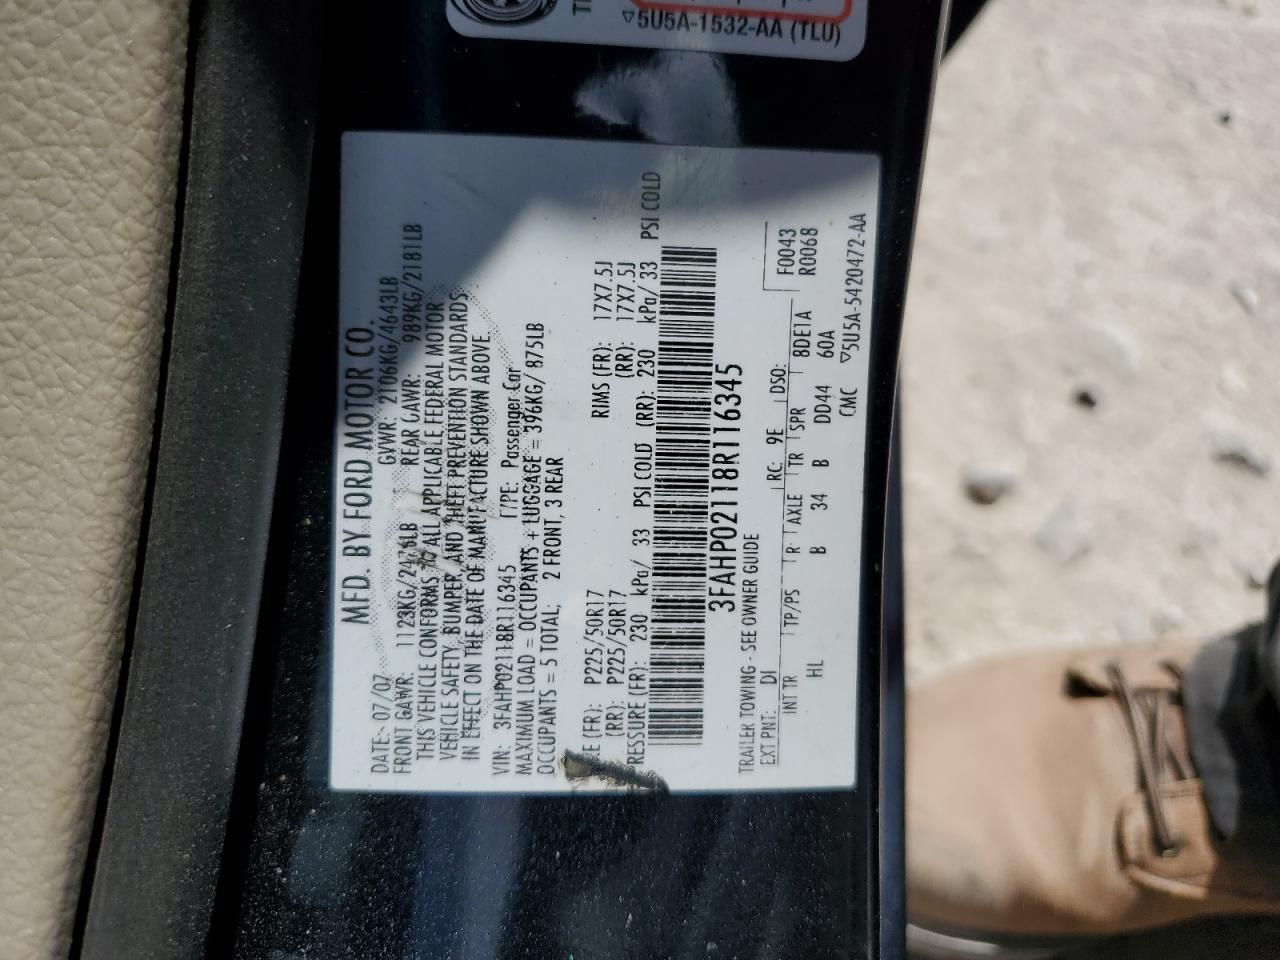 5U5A-1532-AA (TLU)
MFD. BY FORD MOTOR CO.
DATE: 07/07 GVWR: 2106KG/4643LB
FRONT GAWR: 1123KG/2476LB REAR GAWR: 989KG/2181LB
THIS VEHICLE CONFORMS TO ALL APPLICABLE FEDERAL MOTOR
VEHICLE SAFETY, BUMPER, AND THEFT PREVENTION STANDARDS
IN EFFECT ON THE DATE OF MANUFACTURE SHOWN ABOVE
VIN: 3FAHP02118R116345 TYPE: Passenger Car
MAXIMUM LOAD = OCCUPANTS + LUGGAGE = 396KG/ 875LB
OCCUPANTS = 5 TOTAL; 2 FRONT, 3 REAR
(FR): P225/50R17 RIMS (FR): 17X7.5J
(RR): P225/50R17 (RR): 17X7.5J
PRESSURE (FR): 230 kPa/ 33 PSI COLD (RR): 230 kPa/ 33 PSI COLD
3FAHP02118R116345
TRAILER TOWING - SEE OWNER GUIDE
F0043
R0068
EXT PNT: DI RC: 9E DSO:
INT TR TP/PS R AXLE TR SPR 8DE1A
HL B 34 B DD44 60A
CMC ▽5U5A-5420472-AA